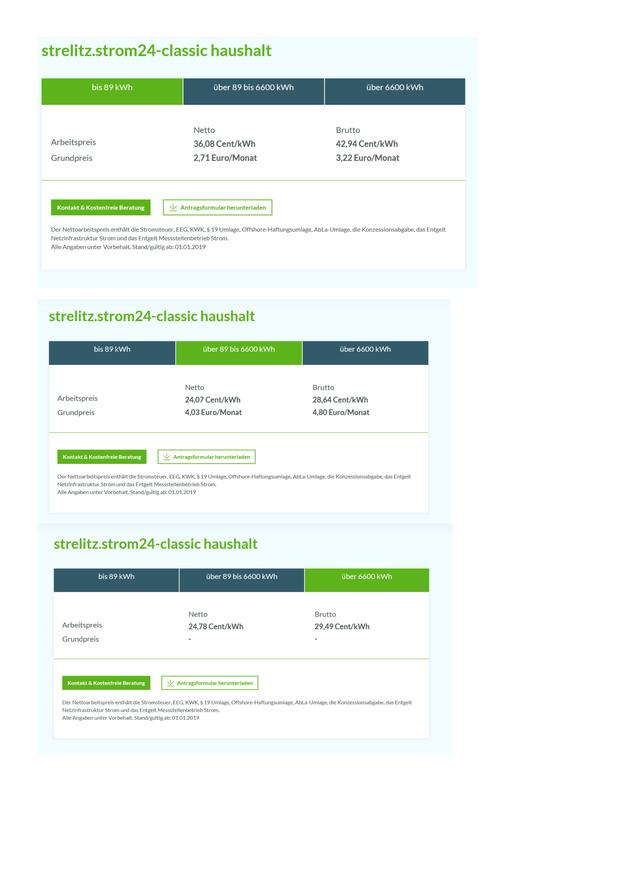 strelitz.strom24-classic haushalt
bis 89 kWh über 89 bis 6600 kWh über 6600 kWh
Netto Brutto
Arbeitspreis 36,08 Cent/kWh 42,94 Cent/kWh
Grundpreis 2,71 Euro/Monat 3,22 Euro/Monat
Kontakt & Kostenfreie Beratung Antragsformular herunterladen
Der Nettoarbeitspreis enthält die Stromsteuer, EEG, KWK, § 19 Umlage, Offshore-Haftungsumlage, AbLa-Umlage, die Konzessionsabgabe, das Entgelt
Netzinfrastruktur Strom und das Entgelt Messstellenbetrieb Strom.
Alle Angaben unter Vorbehalt. Stand/gültig ab: 01.01.2019
strelitz.strom24-classic haushalt
bis 89 kWh über 89 bis 6600 kWh über 6600 kWh
Netto Brutto
Arbeitspreis 24,07 Cent/kWh 28,64 Cent/kWh
Grundpreis 4,03 Euro/Monat 4,80 Euro/Monat
Kontakt & Kostenfreie Beratung Antragsformular herunterladen
Der Nettoarbeitspreis enthält die Stromsteuer, EEG, KWK, § 19 Umlage, Offshore-Haftungsumlage, AbLa-Umlage, die Konzessionsabgabe, das Entgelt
Netzinfrastruktur Strom und das Entgelt Messstellenbetrieb Strom.
Alle Angaben unter Vorbehalt. Stand/gültig ab: 01.01.2019
strelitz.strom24-classic haushalt
bis 89 kWh über 89 bis 6600 kWh über 6600 kWh
Netto Brutto
Arbeitspreis 24,78 Cent/kWh 29,49 Cent/kWh
Grundpreis - -
Kontakt & Kostenfreie Beratung Antragsformular herunterladen
Der Nettoarbeitspreis enthält die Stromsteuer, EEG, KWK, § 19 Umlage, Offshore-Haftungsumlage, AbLa-Umlage, die Konzessionsabgabe, das Entgelt
Netzinfrastruktur Strom und das Entgelt Messstellenbetrieb Strom.
Alle Angaben unter Vorbehalt. Stand/gültig ab: 01.01.2019